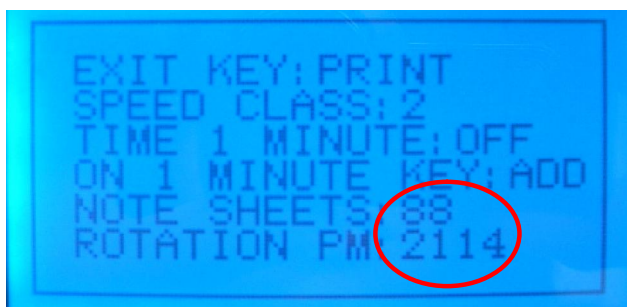 EXIT KEY:PRINT
SPEED CLASS:2
TIME 1 MINUTE:OFF
ON 1 MINUTE KEY:ADD
NOTE SHEETS:88
ROTATION PM:2114